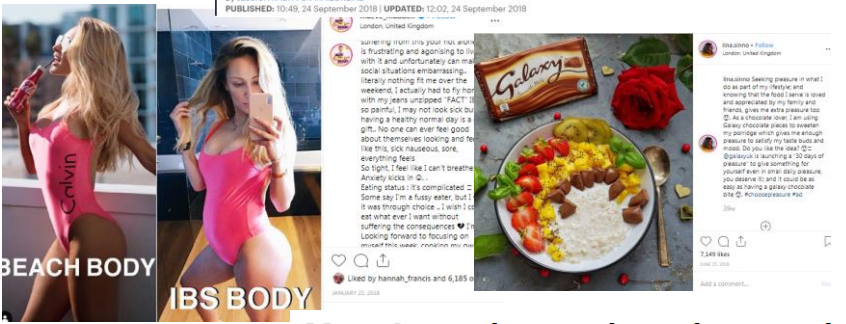 PUBLISHED: 10:49, 24 September 2018 | UPDATED: 12:02, 24 September 2018
Calvin
BEACH BODY
IBS BODY
London, United Kingdom
suffering from this your not alone
is frustrating and agonising to
with it and unfortunately can
social situations embarrassing..
literally nothing fit me over the
weekend, I actually had to fly
with my jeans unzipped "FACT"
so painful, I may not look sick
having a healthy normal day is a
gift.. No one can ever feel good
about themselves looking and
like this, sick nauseous, sore,
everything feels
So tight, I feel like I can't breathe
Anxiety kicks in
Eating status : it's complicated
Some say I'm a fussy eater, but I
it was through choice .. I wish I
eat what ever I want without
suffering the consequences I'm
Looking forward to focusing on
myself this week, cooking my
Liked by hannah_francis and 6,185
JANUARY 25, 2018
Galaxy
lina.sinno • Follow
London, United Kingdom
lina.sinno Seeking pleasure in what I
do as part of my lifestyle; and
knowing that the food I serve is loved
and appreciated by my family and
friends, gives me extra pleasure too
. As a chocolate lover, I am using
Galaxy chocolate pieces to sweeten
my porridge which gives me enough
pleasure to satisfy my taste buds and
mood. Do you like the idea?
@galaxyuk is launching a "30 days of
pleasure" to give something for
yourself even in small daily pleasure,
you deserve it; and it could be as
easy as having a galaxy chocolate
bite . #choosepleasure #ad
39w
7,149 likes
JUNE 25, 2018
Add a comment...